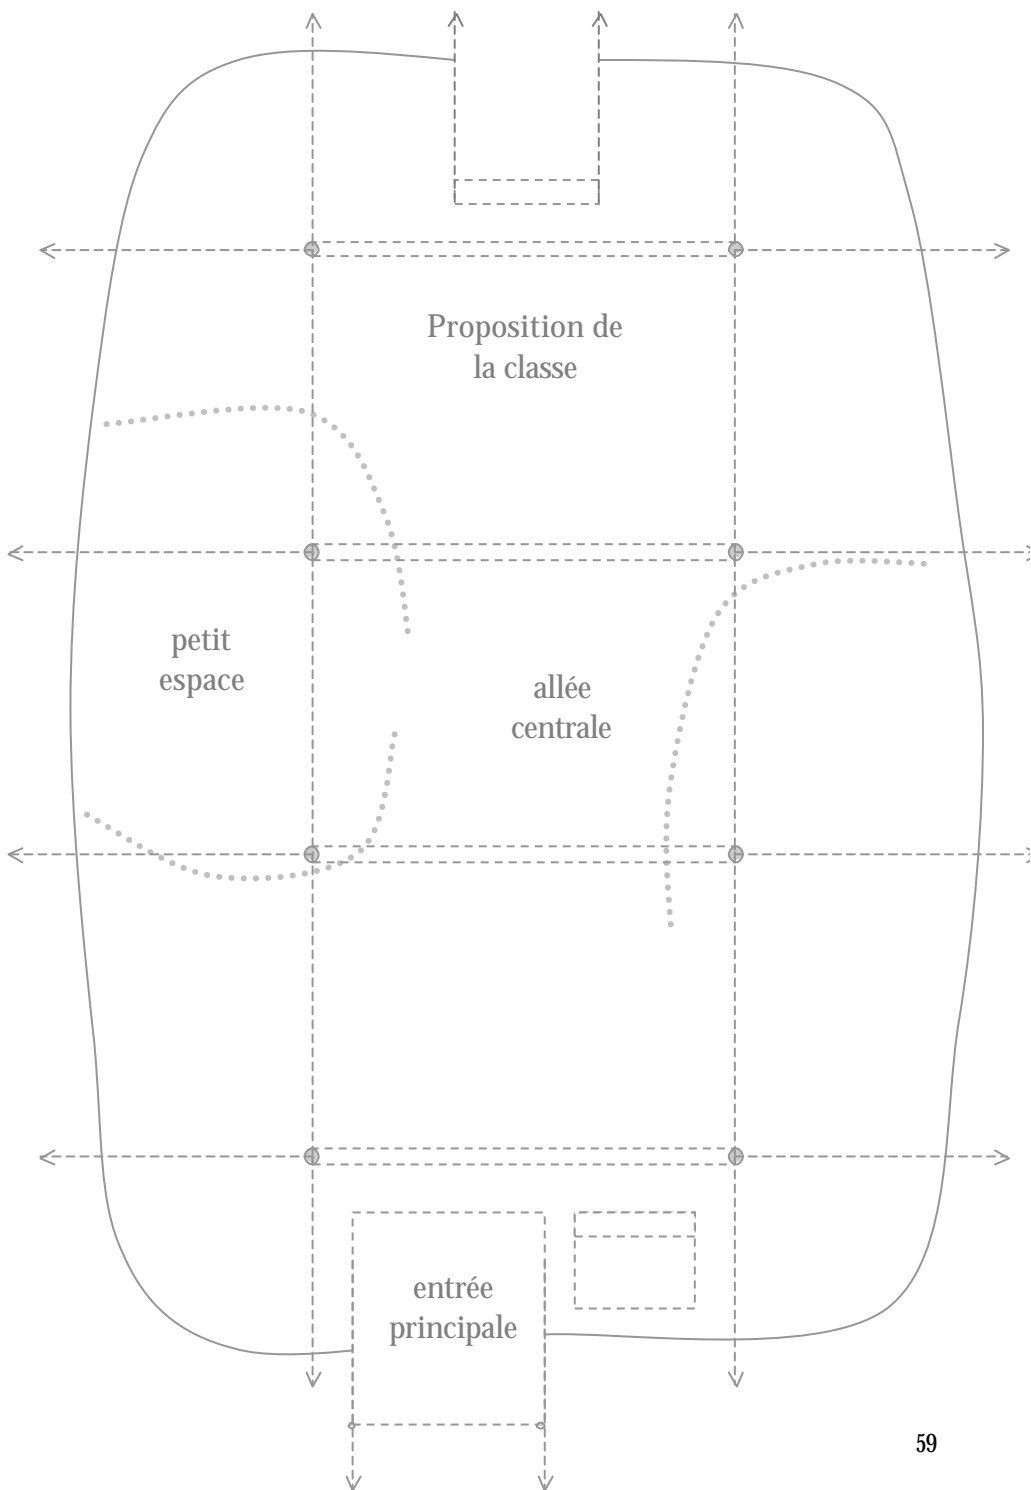 Proposition de
la classe
petit
espace
allée
centrale
entrée
principale
59